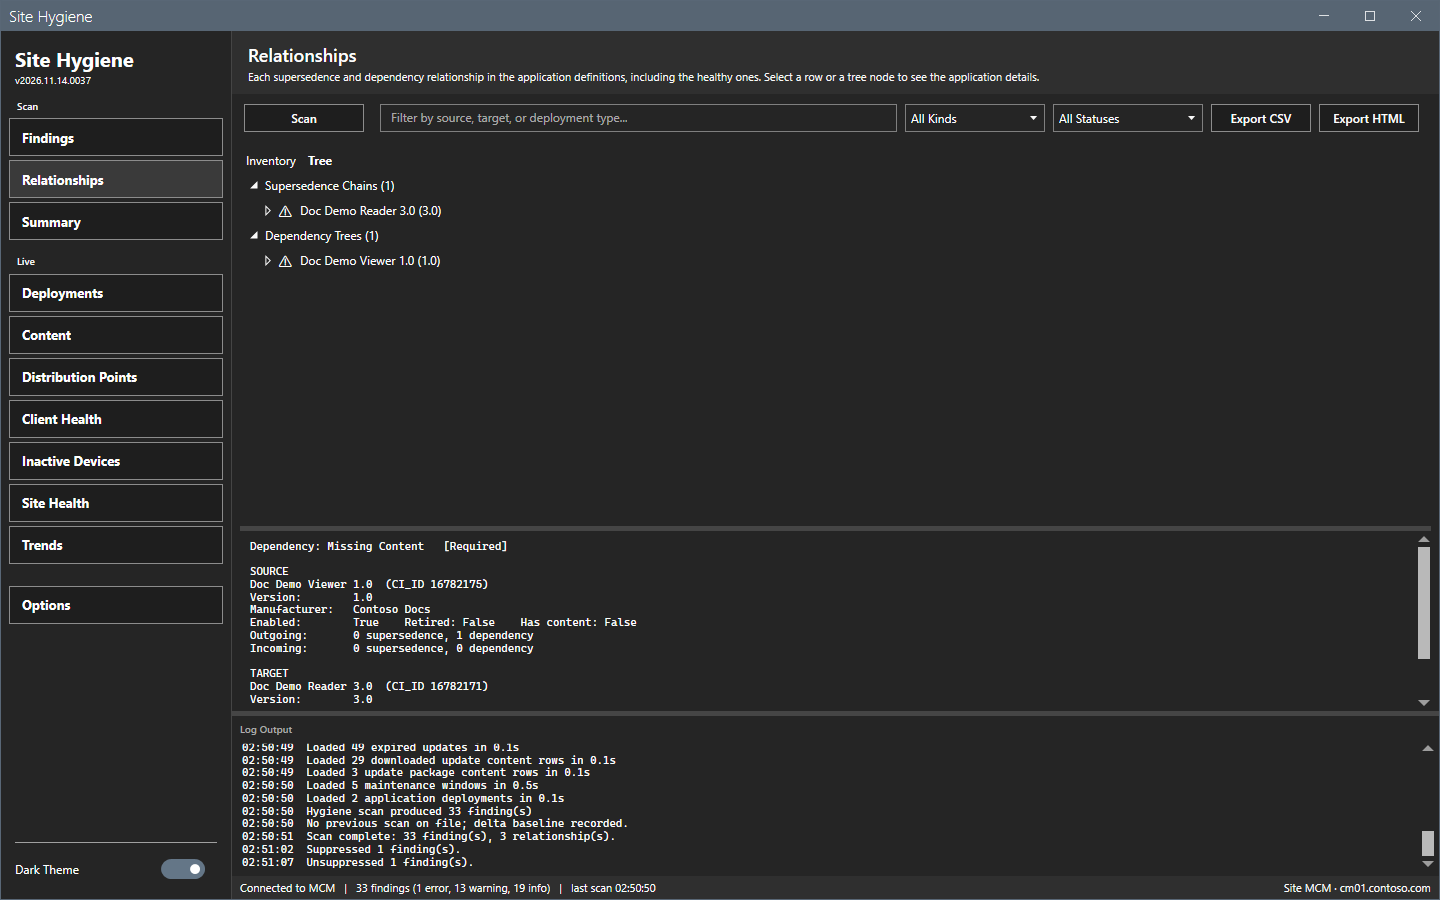 Site Hygiene
Site Hygiene
v2026.11.14.0037
Scan
Findings
Relationships
Summary
Live
Deployments
Content
Distribution Points
Client Health
Inactive Devices
Site Health
Trends
Options
Dark Theme
Relationships
Each supersedence and dependency relationship in the application definitions, including the healthy ones. Select a row or a tree node to see the application details.
Scan
Filter by source, target, or deployment type...
All Kinds
All Statuses
Export CSV
Export HTML
Inventory Tree
Supersedence Chains (1)
Doc Demo Reader 3.0 (3.0)
Dependency Trees (1)
Doc Demo Viewer 1.0 (1.0)
Dependency: Missing Content [Required]
SOURCE
Doc Demo Viewer 1.0 (CI_ID 16782175)
Version: 1.0
Manufacturer: Contoso Docs
Enabled: True Retired: False Has content: False
Outgoing: 0 supersedence, 1 dependency
Incoming: 0 supersedence, 0 dependency
TARGET
Doc Demo Reader 3.0 (CI_ID 16782171)
Version: 3.0
Log Output
02:50:49 Loaded 49 expired updates in 0.1s
02:50:49 Loaded 29 downloaded update content rows in 0.1s
02:50:49 Loaded 3 update package content rows in 0.1s
02:50:50 Loaded 5 maintenance windows in 0.5s
02:50:50 Loaded 2 application deployments in 0.1s
02:50:50 Hygiene scan produced 33 finding(s)
02:50:50 No previous scan on file; delta baseline recorded.
02:50:51 Scan complete: 33 finding(s), 3 relationship(s).
02:51:02 Suppressed 1 finding(s).
02:51:07 Unsuppressed 1 finding(s).
Connected to MCM | 33 findings (1 error, 13 warning, 19 info) | last scan 02:50:50
Site MCM · cm01.contoso.com